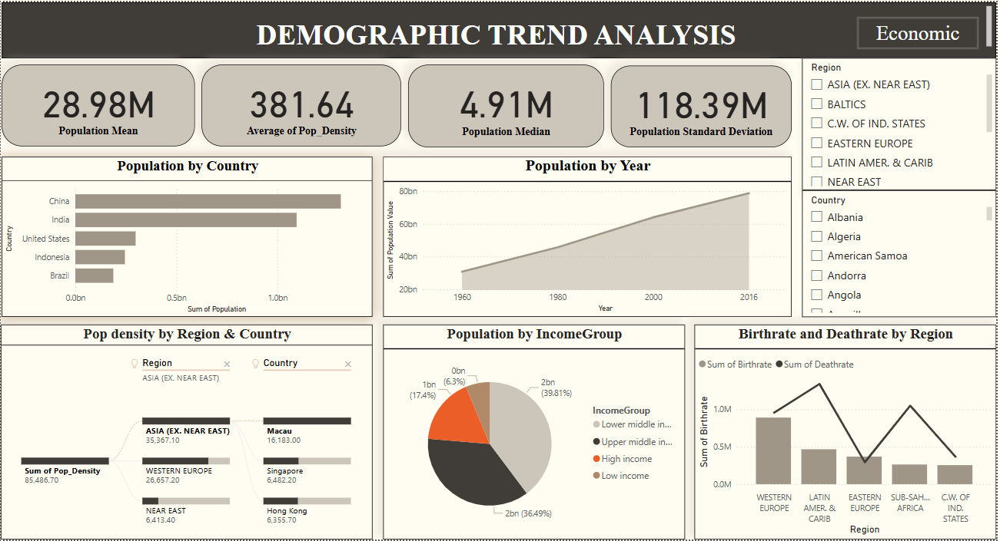 DEMOGRAPHIC TREND ANALYSIS
Economic
28.98M
Population Mean
381.64
Average of Pop_Density
4.91M
Population Median
118.39M
Population Standard Deviation
Region
ASIA (EX. NEAR EAST)
BALTICS
C.W. OF IND. STATES
EASTERN EUROPE
LATIN AMER. & CARIB
NEAR EAST
Country
Albania
Algeria
American Samoa
Andorra
Angola
Population by Country
Country
China
India
United States
Indonesia
Brazil
0.0bn
0.5bn
1.0bn
Sum of Population
Population by Year
Sum of Population Value
80bn
60bn
40bn
20bn
1960
1980
2000
2016
Year
Pop density by Region & Country
Region
ASIA (EX. NEAR EAST)
Country
Sum of Pop_Density
85,486.70
ASIA (EX. NEAR EAST)
35,367.10
WESTERN EUROPE
26,657.20
NEAR EAST
6,413.40
Macau
16,183.00
Singapore
6,482.20
Hong Kong
6,355.70
Population by IncomeGroup
0bn
(6.3%)
1bn
(17.4%)
2bn
(39.81%)
2bn (36.49%)
IncomeGroup
Lower middle in...
Upper middle in...
High income
Low income
Birthrate and Deathrate by Region
Sum of Birthrate
Sum of Deathrate
Sum of Birthrate
1.0M
0.5M
0.0M
WESTERN
EUROPE
LATIN
AMER. &
CARIB
EASTERN
EUROPE
SUB-SAH...
AFRICA
C.W. OF
IND.
STATES
Region